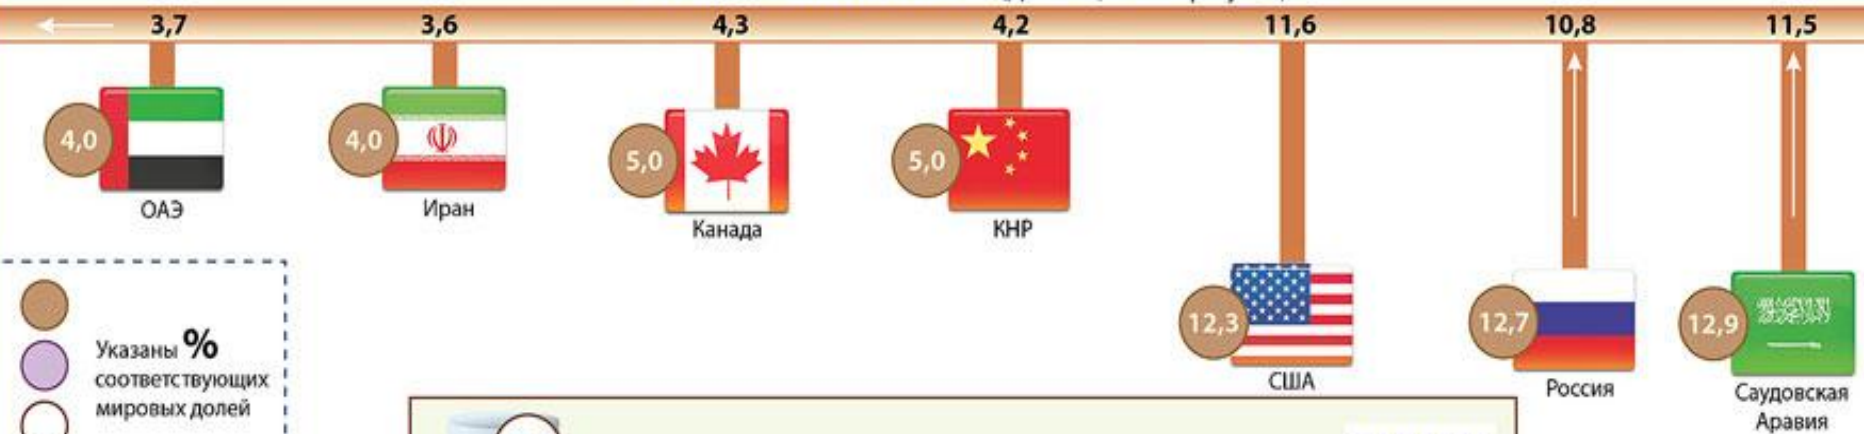 3,7 3,6 4,3 4,2 11,6 10,8 11,5
4,0 4,0 5,0 5,0
ОАЭ Иран
Канада КНР
12,3 12,7 12,9
США Россия Саудовская
Аравия
Указаны %
соответствующих
мировых долей